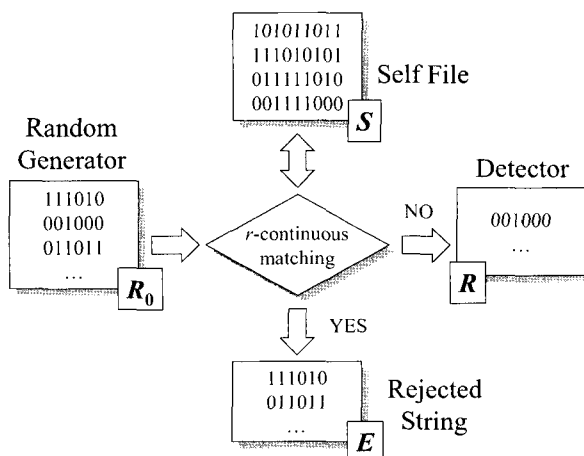 101011011
111010101
011111010
001111000
Self File
S
Random
Generator
111010
001000
011011
...
R₀
r-continuous
matching
NO
Detector
001000
...
R
YES
111010
011011
...
E
Rejected
String